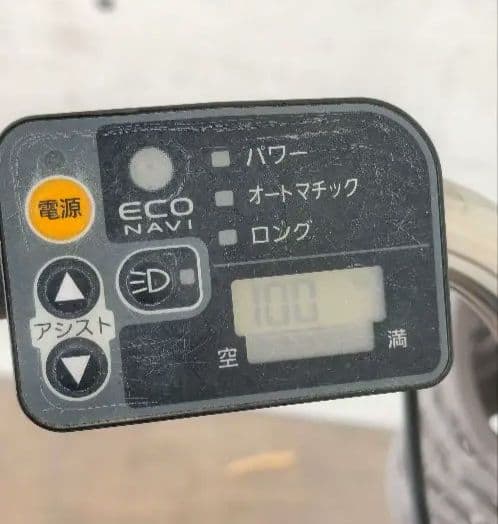 電源
ECO
NAVI
パワー
オートマチック
ロング
アシスト
100
空
満